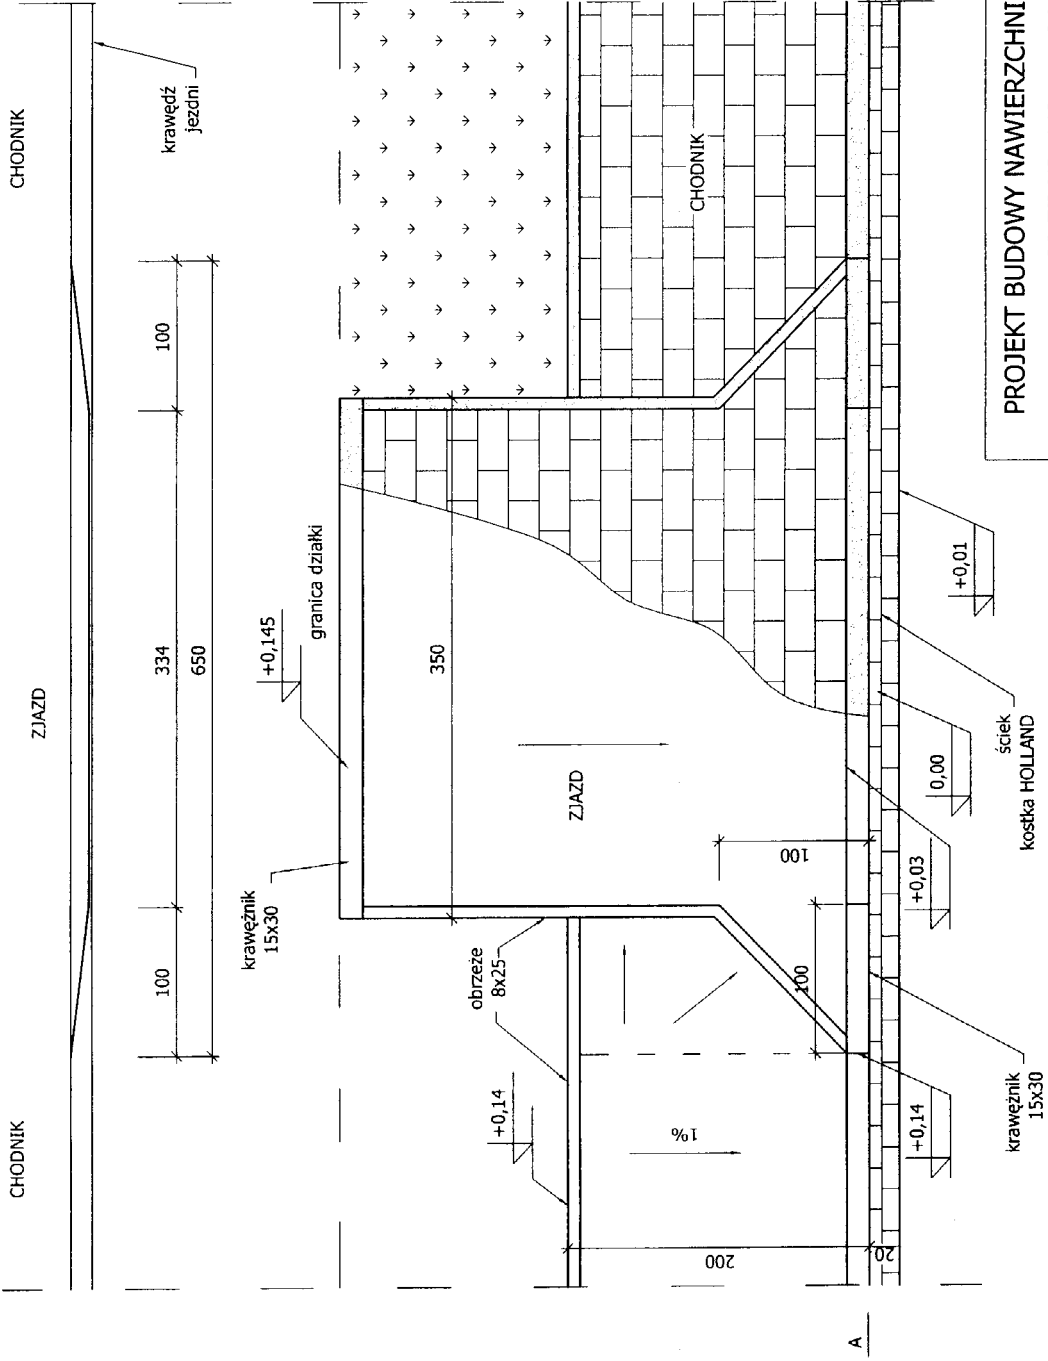 CHODNIK
ZJAZD
CHODNIK
krawędź
jezdni
100
334
100
650
krawężnik
15x30
+0,145
granica działki
350
obrzeże
8x25
+0,14
ZJAZD
CHODNIK
1%
100
100
200
20
A
+0,14
krawężnik
15x30
+0,03
0,00
ściek
kostka HOLLAND
+0,01
PROJEKT BUDOWY NAWIERZCHNI